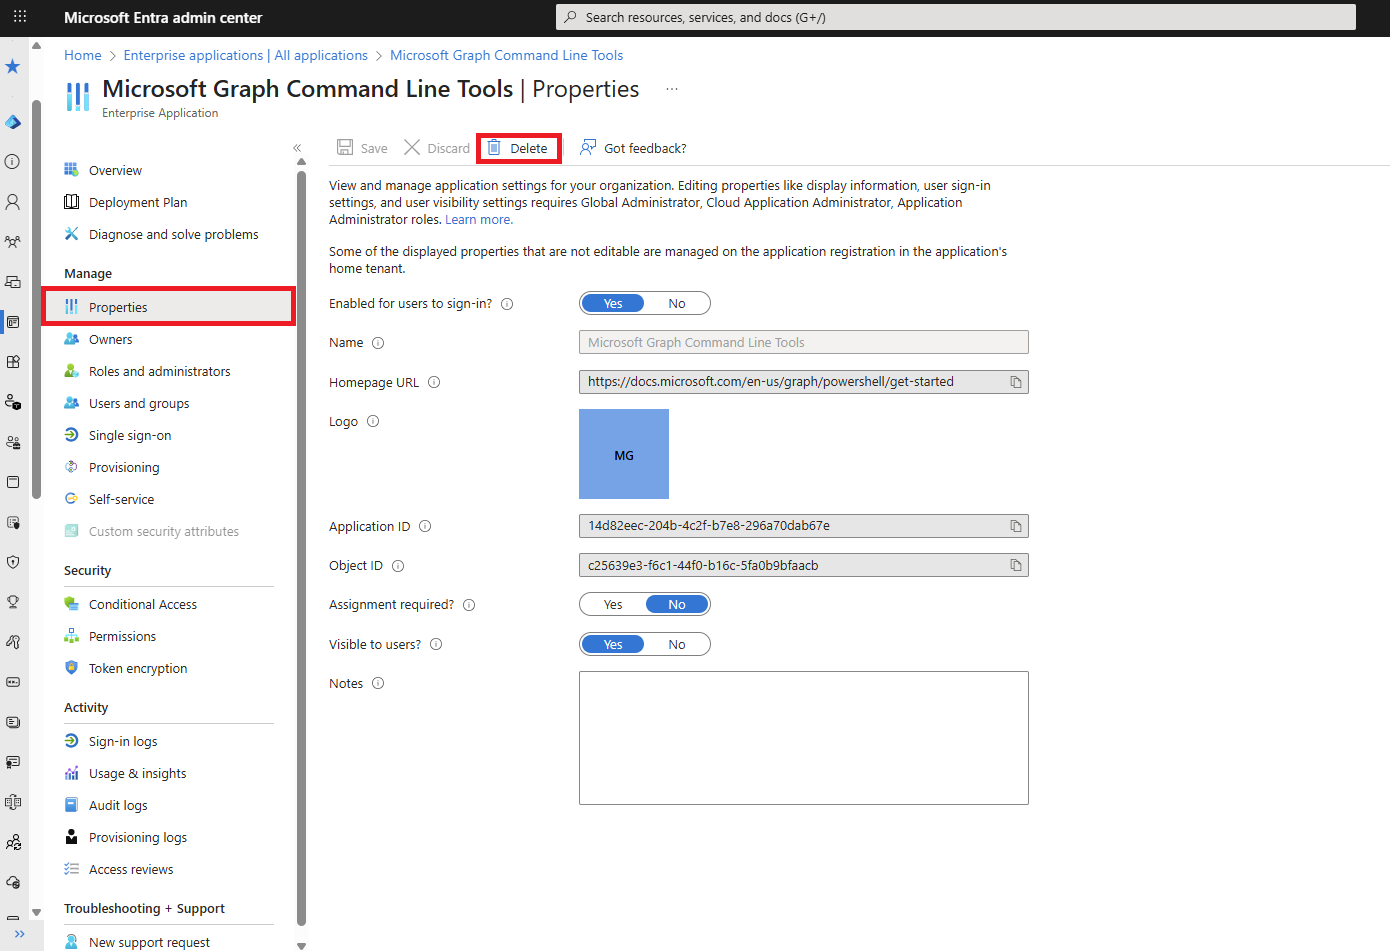 Microsoft Entra admin center
Search resources, services, and docs (G+/)
Home > Enterprise applications | All applications > Microsoft Graph Command Line Tools
Microsoft Graph Command Line Tools | Properties ...
Enterprise Application
«
Overview
Deployment Plan
Diagnose and solve problems
Manage
Properties
Owners
Roles and administrators
Users and groups
Single sign-on
Provisioning
Self-service
Custom security attributes
Security
Conditional Access
Permissions
Token encryption
Activity
Sign-in logs
Usage & insights
Audit logs
Provisioning logs
Access reviews
Troubleshooting + Support
New support request
Save Discard Delete Got feedback?
View and manage application settings for your organization. Editing properties like display information, user sign-in
settings, and user visibility settings requires Global Administrator, Cloud Application Administrator, Application
Administrator roles. Learn more.
Some of the displayed properties that are not editable are managed on the application registration in the application's
home tenant.
Enabled for users to sign-in? Yes No
Name Microsoft Graph Command Line Tools
Homepage URL https://docs.microsoft.com/en-us/graph/powershell/get-started
Logo
MG
Application ID 14d82eec-204b-4c2f-b7e8-296a70dab67e
Object ID c25639e3-f6c1-44f0-b16c-5fa0b9bfaacb
Assignment required? Yes No
Visible to users? Yes No
Notes